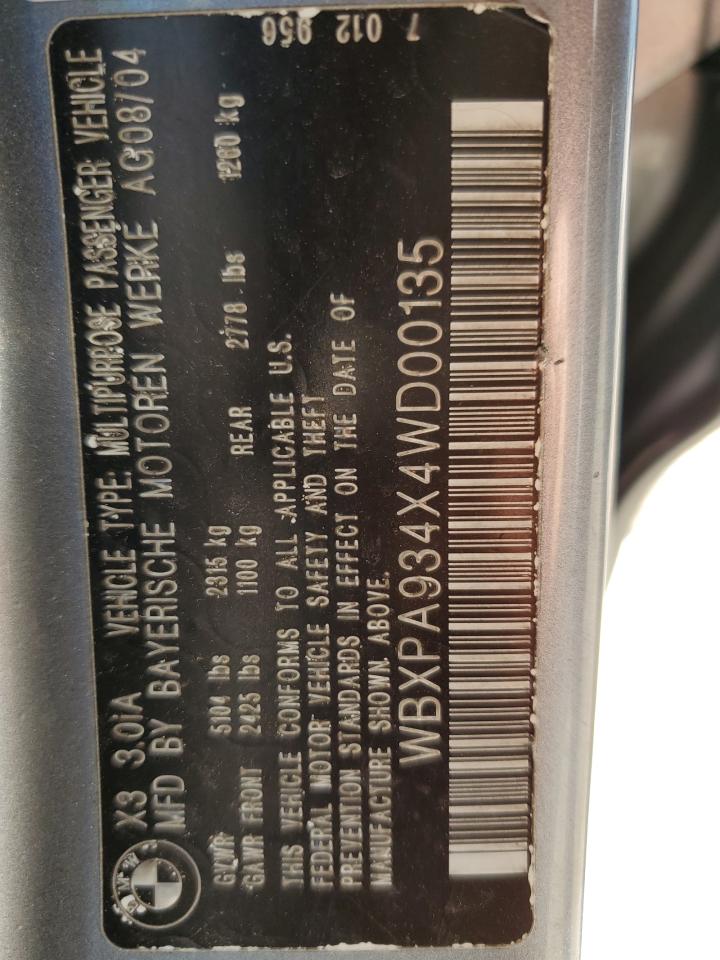 X3 3.0iA VEHICLE TYPE: MULTIPURPOSE PASSENGER VEHICLE
MFD BY BAYERISCHE MOTOREN WERKE AG08/04
GVWR 5104 lbs 2315 kg
GAWR FRONT 2425 lbs 1100 kg REAR 2778 lbs 1260 kg
THIS VEHICLE CONFORMS TO ALL APPLICABLE U.S.
FEDERAL MOTOR VEHICLE SAFETY AND THEFT
PREVENTION STANDARDS IN EFFECT ON THE DATE OF
MANUFACTURE SHOWN ABOVE.
WBXPA934X4WD00135
7 012 956